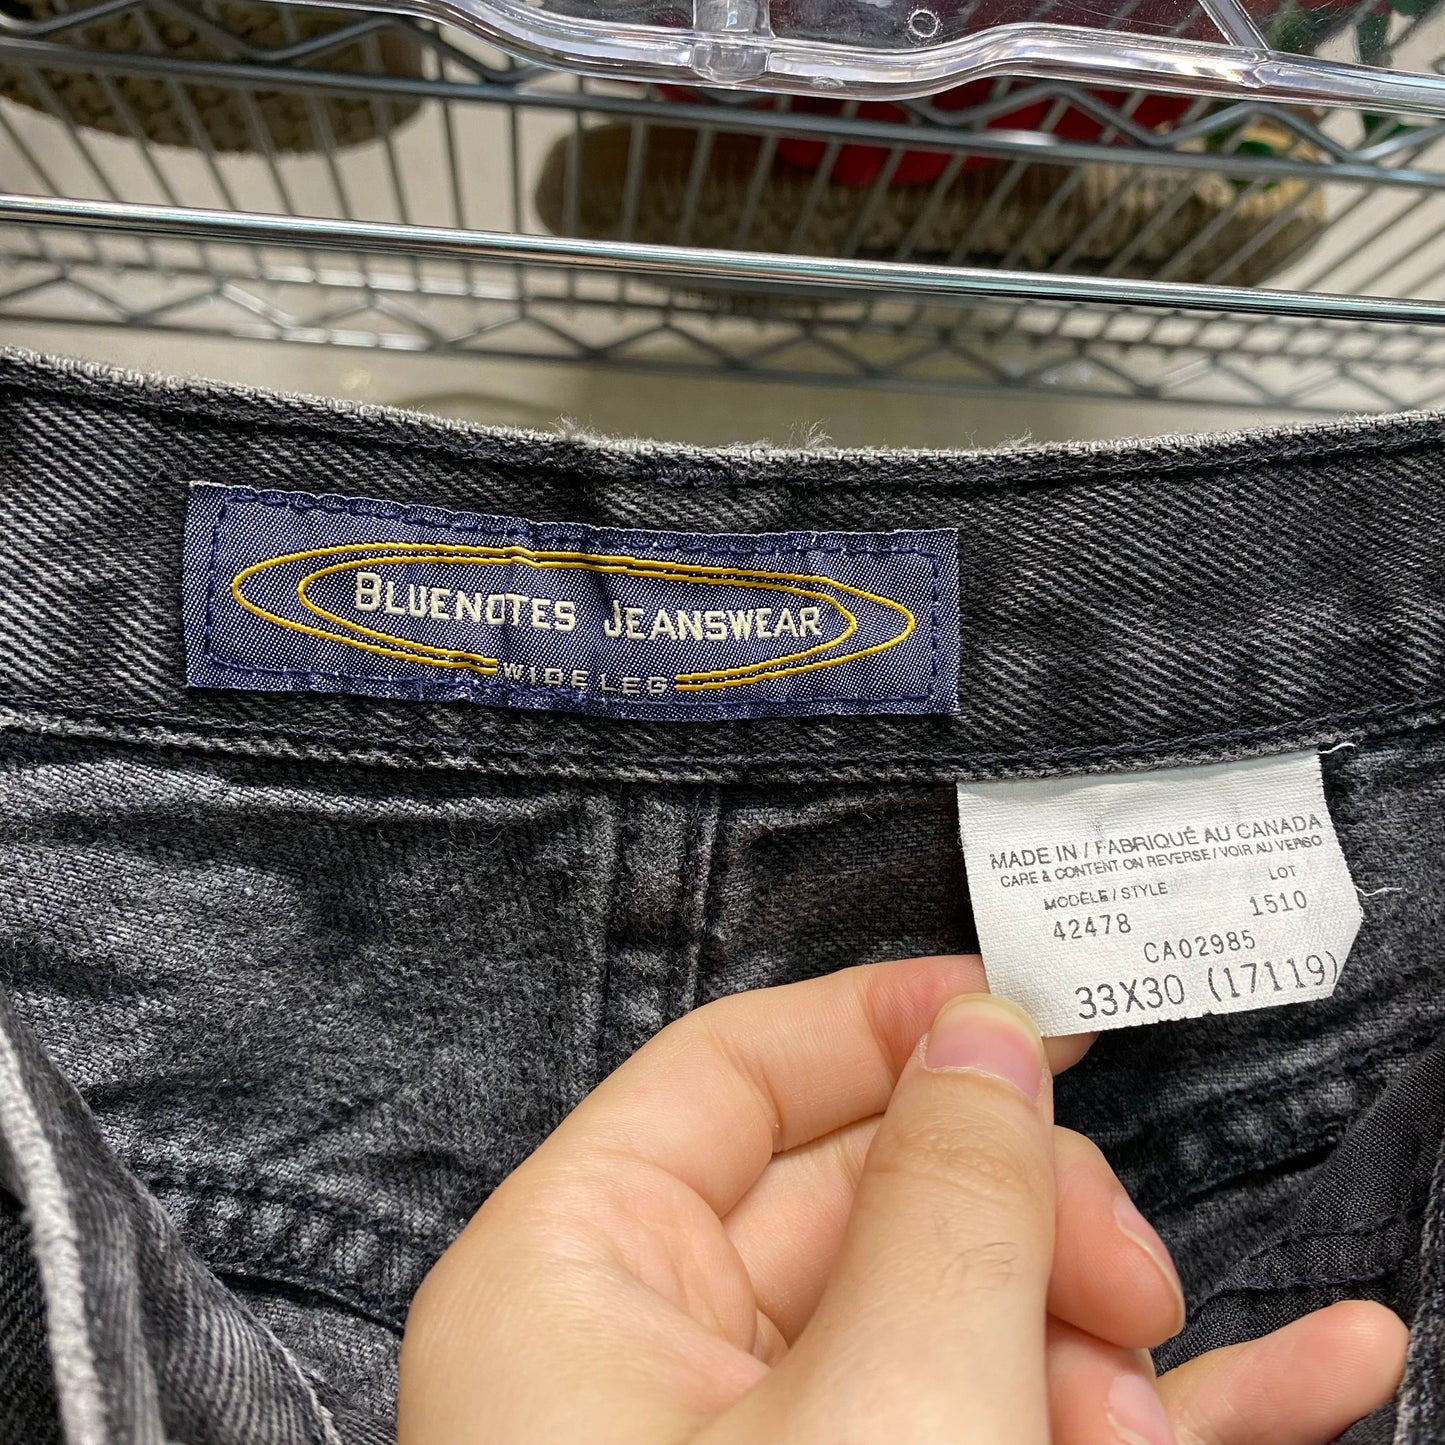 BLUENOTES JEANSWEAR
WIDE LEG
MADE IN / FABRIQUÉ AU CANADA
CARE & CONTENT ON REVERSE / VOIR AU VERSO
MODÈLE / STYLE LOT
42478 1510
CA02985
33X30 (17119)